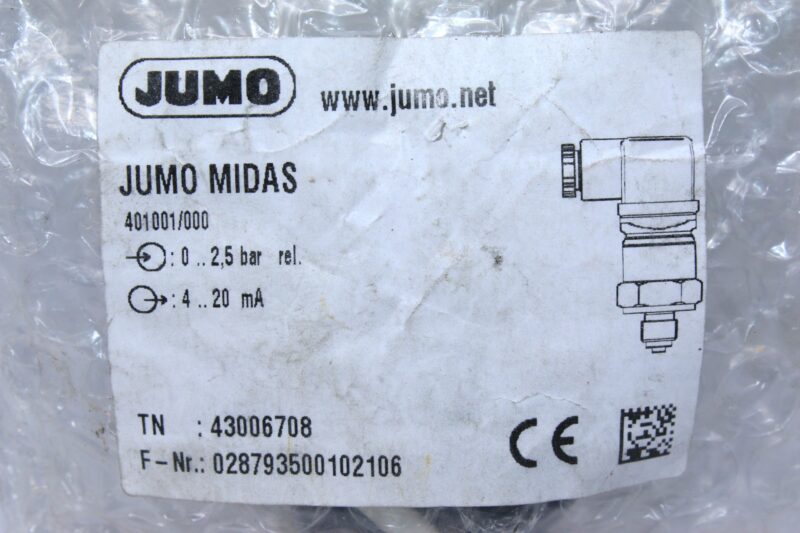 JUMO
www.jumo.net
JUMO MIDAS
401001/000
: 0 .. 2,5 bar rel.
: 4 .. 20 mA
TN : 43006708
F-Nr.: 028793500102106
CE